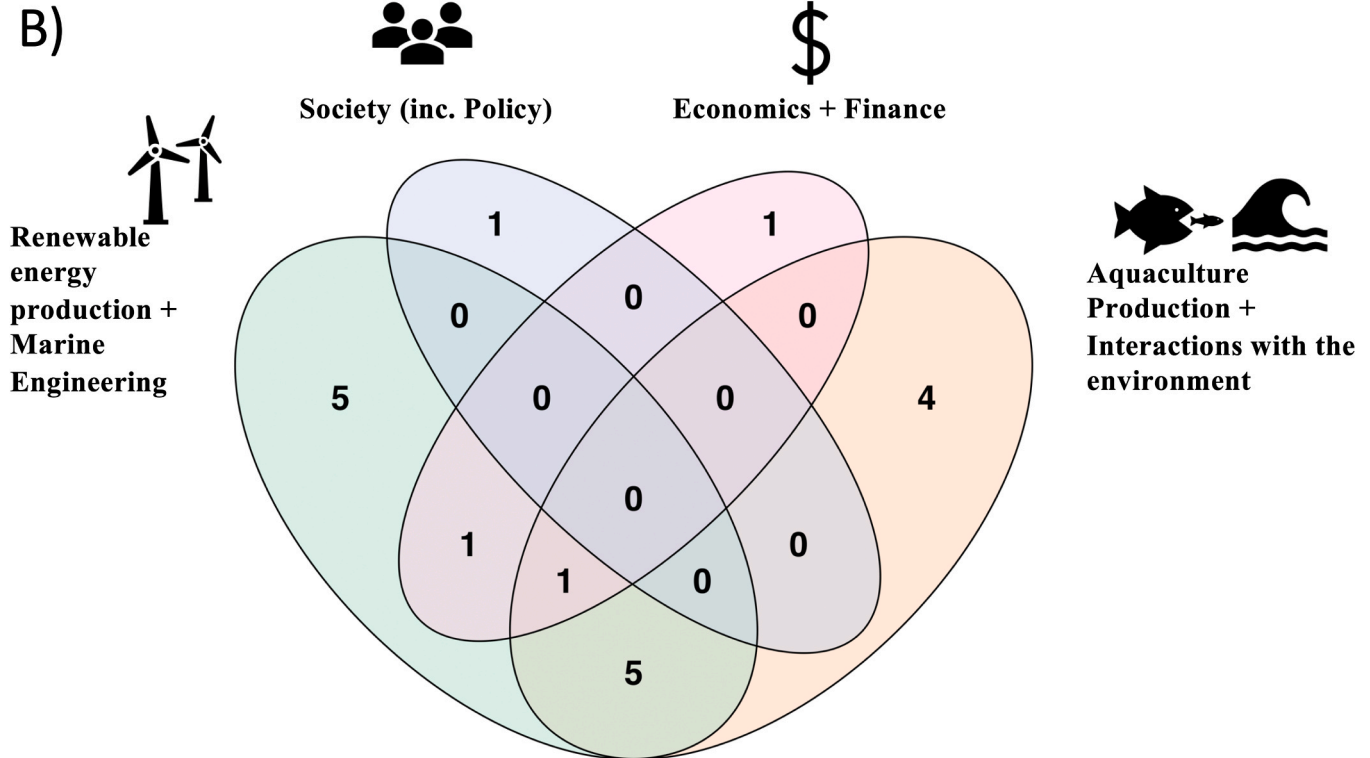 B)
Society (inc. Policy)
$
Economics + Finance
Renewable
energy
production +
Marine
Engineering
Aquaculture
Production +
Interactions with the
environment
1
1
0
0
0
5
0
0
4
0
1
0
1
0
5